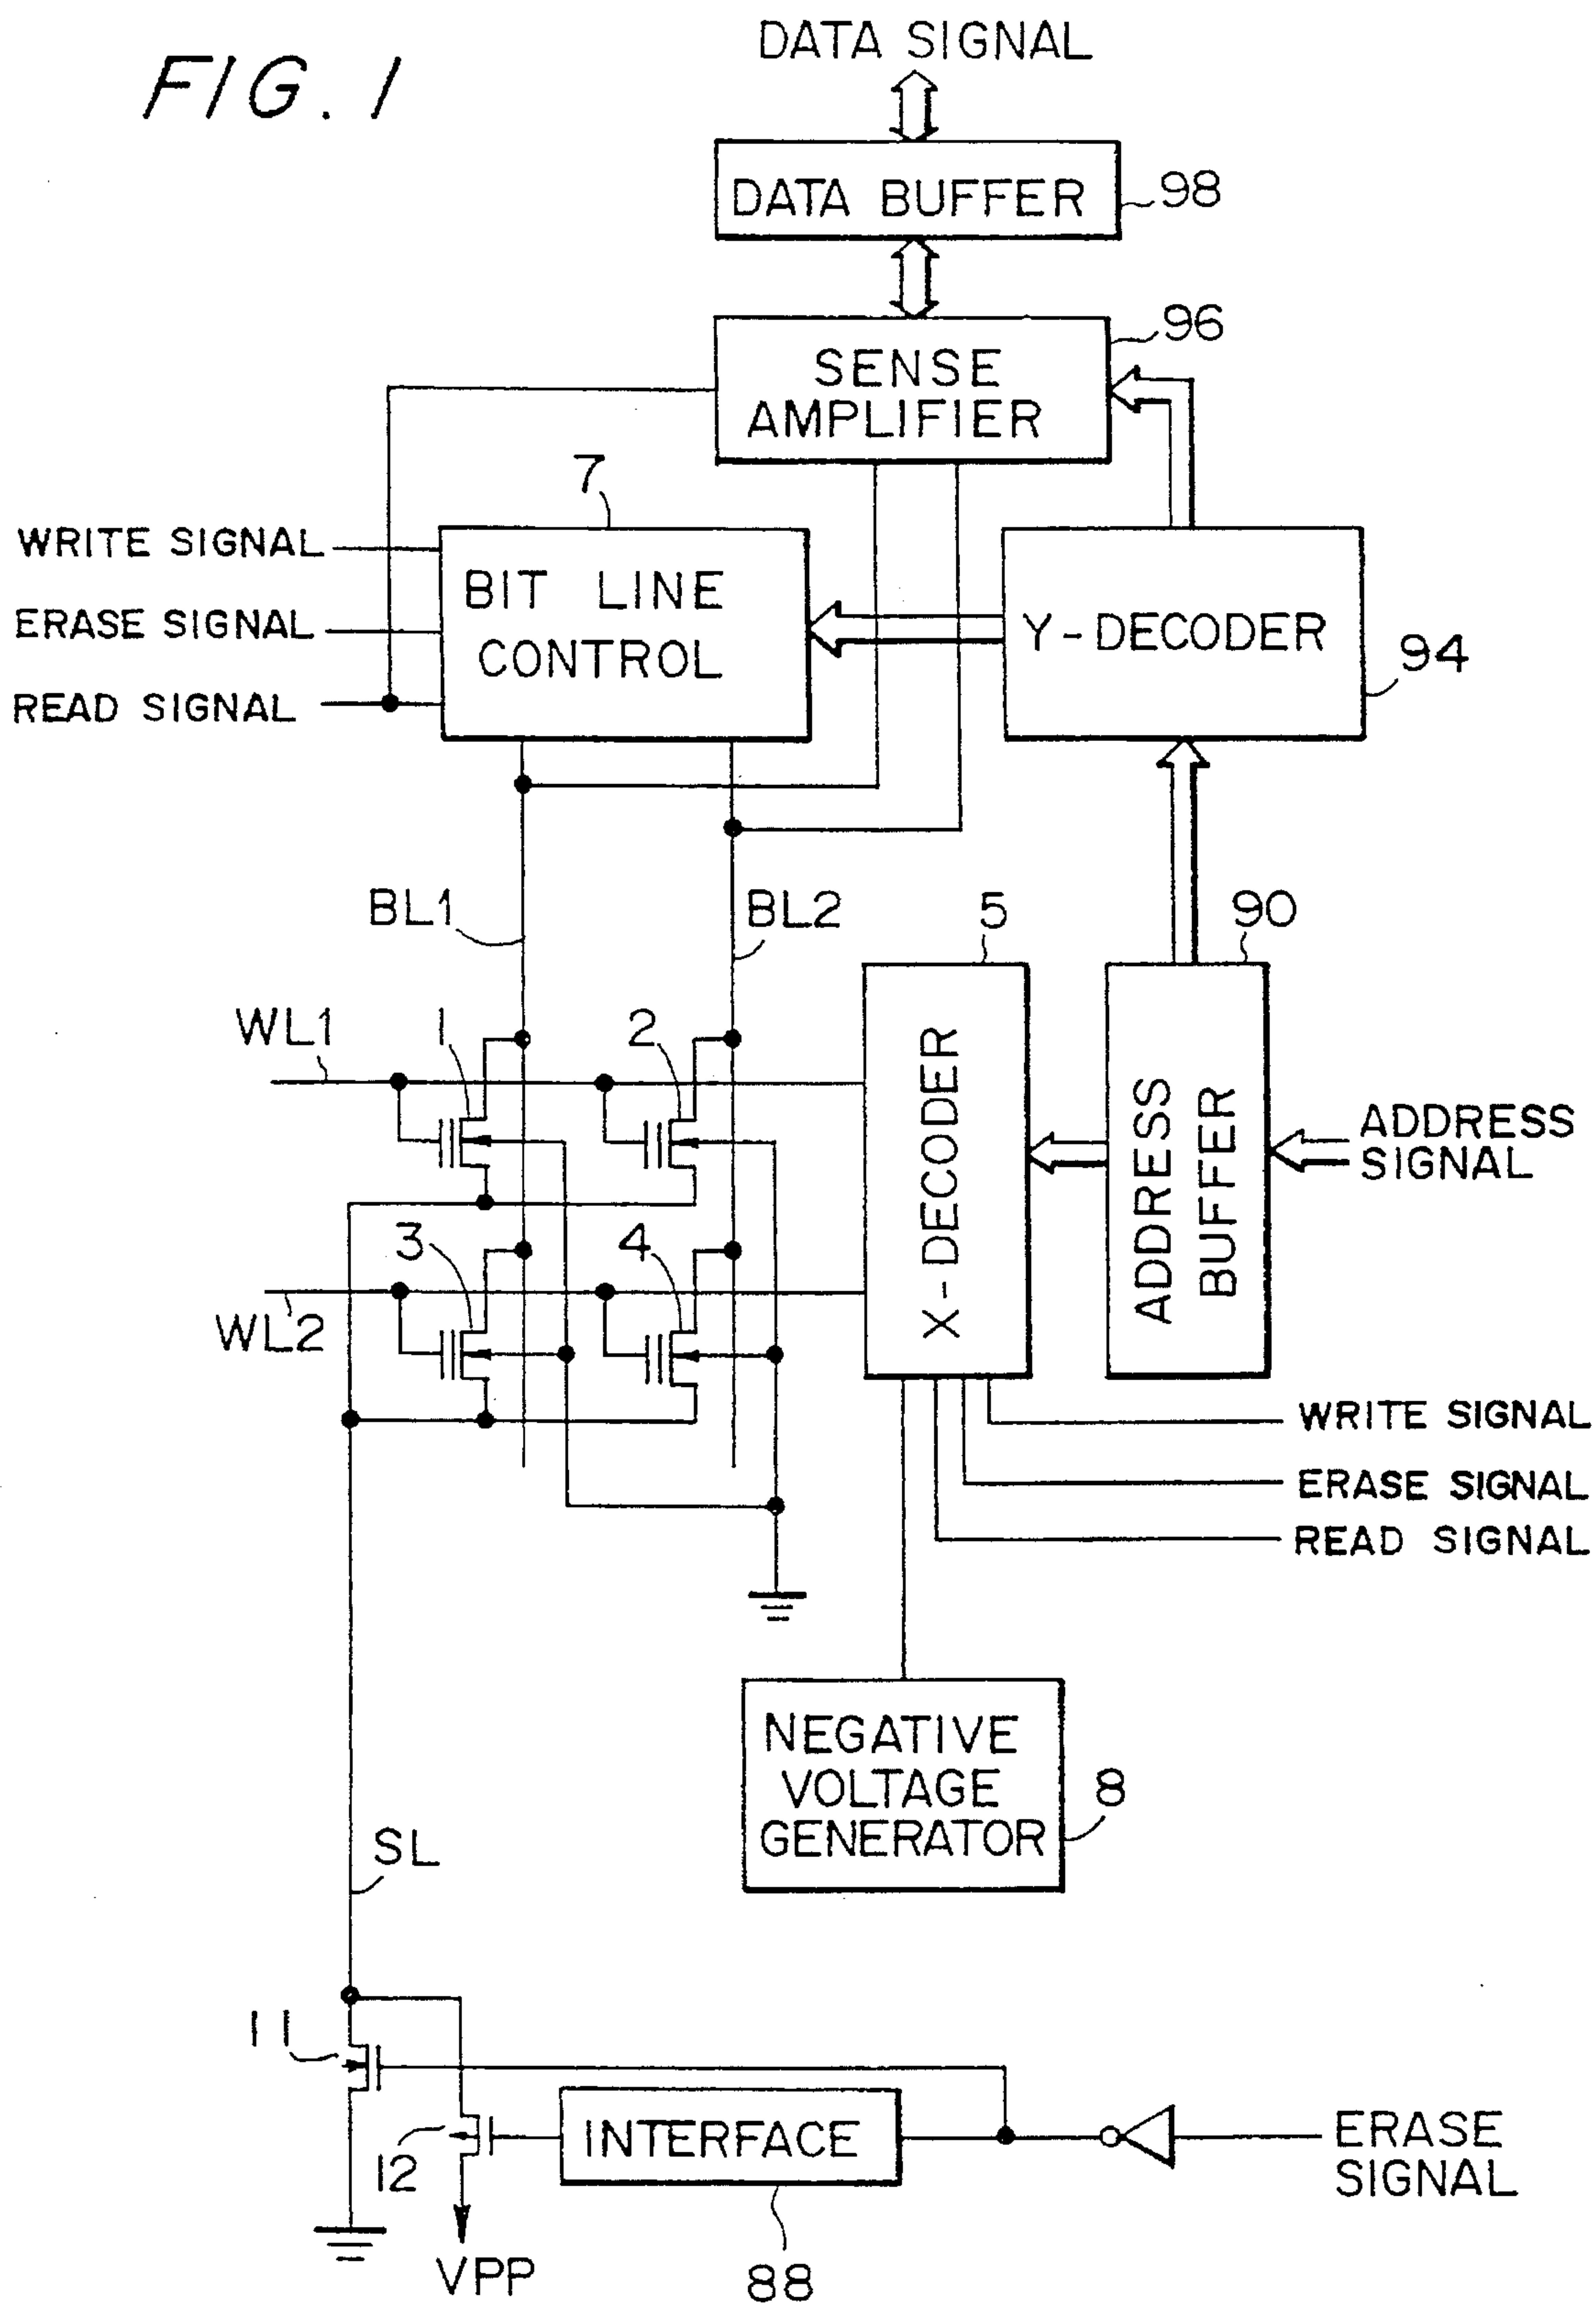 FIG. 1
DATA SIGNAL
DATA BUFFER
98
96
SENSE
AMPLIFIER
7
WRITE SIGNAL
ERASE SIGNAL
READ SIGNAL
BIT LINE
CONTROL
Y-DECODER
94
BL1
BL2
5
90
WL1
1
2
X-DECODER
ADDRESS
BUFFER
ADDRESS
SIGNAL
3
4
WL2
WRITE SIGNAL
ERASE SIGNAL
READ SIGNAL
NEGATIVE
VOLTAGE
GENERATOR
8
SL
11
12
INTERFACE
ERASE
SIGNAL
VPP
88